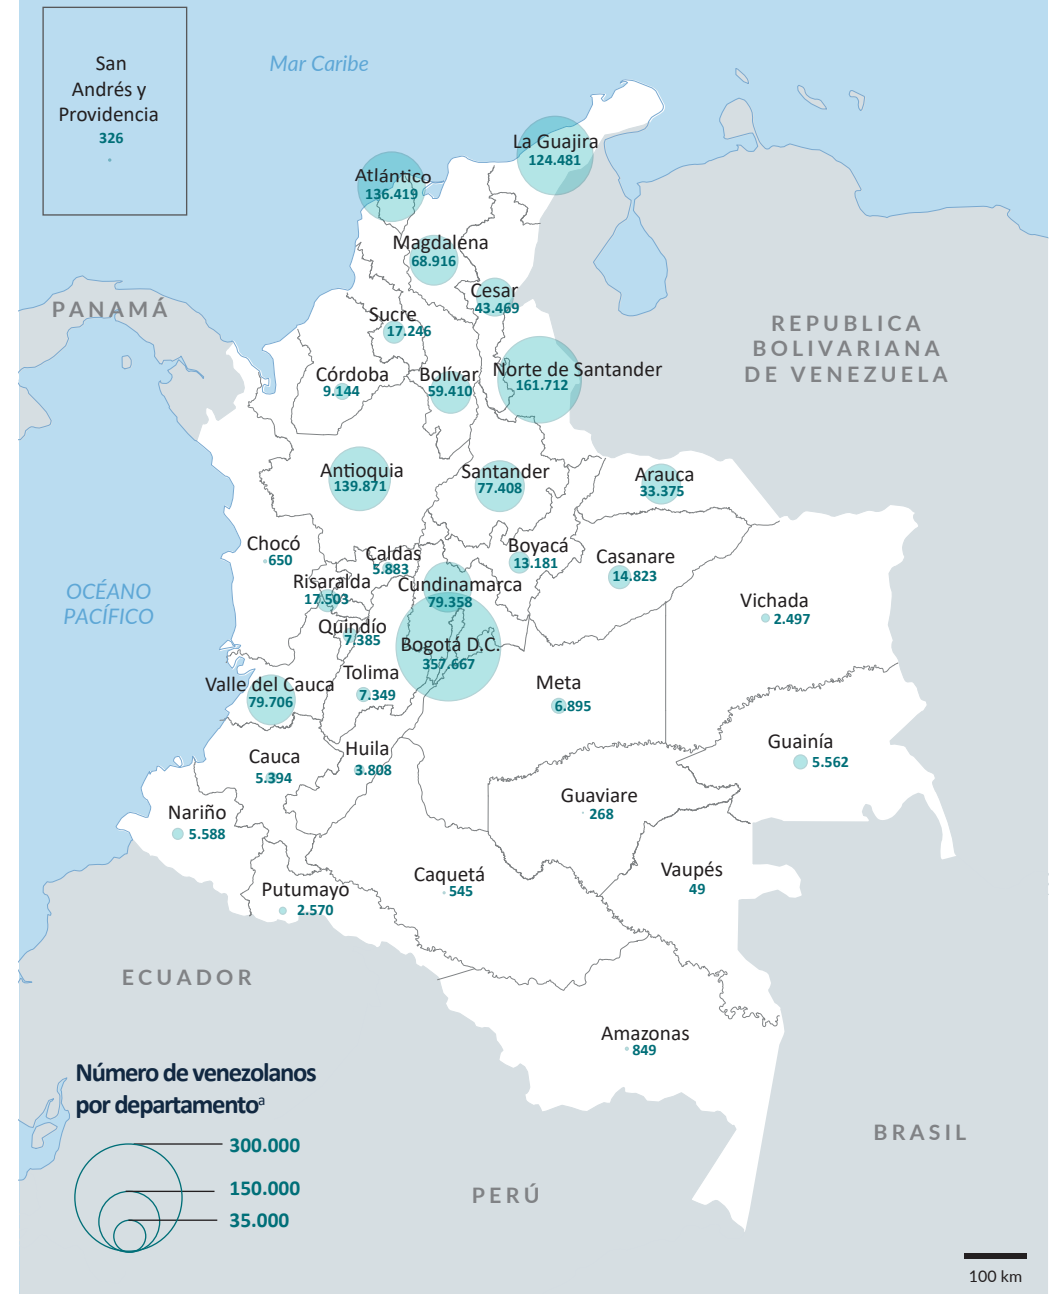 San
Andrés y
Providencia
326
Mar Caribe
La Guajira
124.481
Atlántico
136.419
Magdalena
68.916
Cesar
43.469
PANAMÁ
Sucre
17.246
REPUBLICA
BOLIVARIANA
DE VENEZUELA
Córdoba
9.144
Bolívar
59.410
Norte de Santander
161.712
Antioquia
139.871
Santander
77.408
Arauca
33.375
Chocó
650
Caldas
5.883
Boyacá
13.181
Casanare
14.823
Risaralda
17.503
Cundinamarca
79.358
OCÉANO
PACÍFICO
Vichada
2.497
Quindío
7.385
Bogotá D.C.
357.667
Tolima
7.349
Valle del Cauca
79.706
Meta
6.895
Guainía
5.562
Cauca
5.394
Huila
3.808
Guaviare
268
Nariño
5.588
Caquetá
545
Vaupés
49
Putumayo
2.570
ECUADOR
Amazonas
849
Número de venezolanos
por departamentoª
300.000
150.000
35.000
BRASIL
PERÚ
100 km